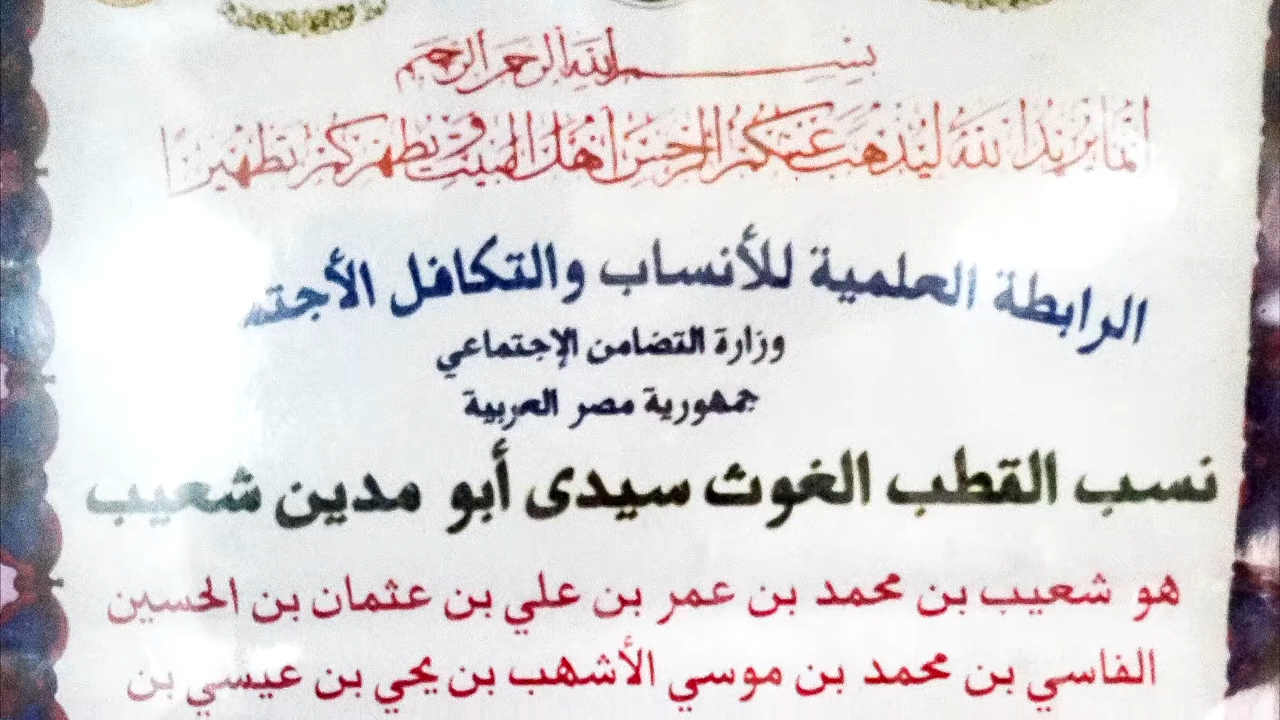 بسم الله الرحمن الرحيم
إنما يريد الله ليذهب عنكم الرجس أهل البيت ويطهركم تطهيرا
الرابطة العلمية للأنساب والتكافل الأجتم
وزارة التضامن الإجتماعي
جمهورية مصر العربية
نسب القطب الغوث سيدى أبو مدين شعيب
هو شعيب بن محمد بن عمر بن علي بن عثمان بن الحسين
الفاسي بن محمد بن موسي الأشهب بن يحي بن عيسي بن